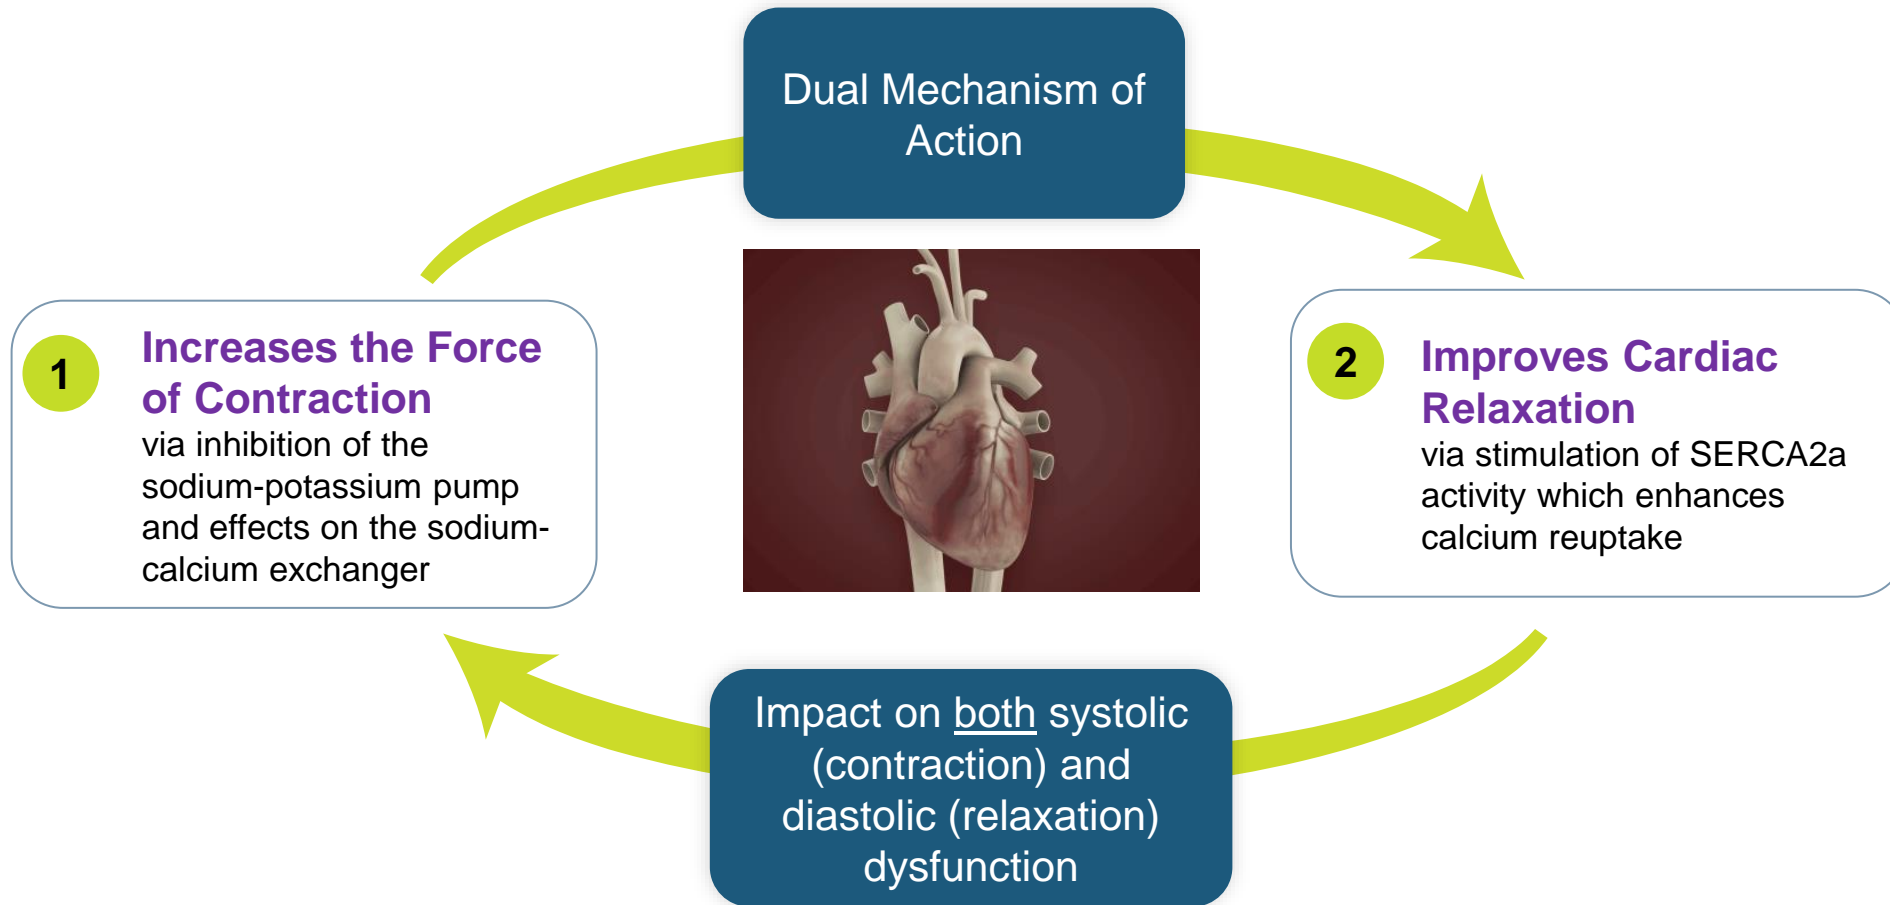 Dual Mechanism of
Action
1
Increases the Force
of Contraction
via inhibition of the
sodium-potassium pump
and effects on the sodium-
calcium exchanger
2
Improves Cardiac
Relaxation
via stimulation of SERCA2a
activity which enhances
calcium reuptake
Impact on both systolic
(contraction) and
diastolic (relaxation)
dysfunction